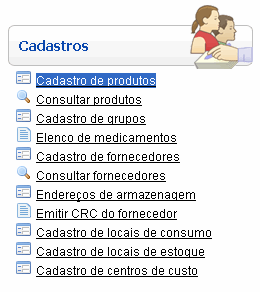 Cadastros
Cadastro de produtos
Consultar produtos
Cadastro de grupos
Elenco de medicamentos
Cadastro de fornecedores
Consultar fornecedores
Endereços de armazenagem
Emitir CRC do fornecedor
Cadastro de locais de consumo
Cadastro de locais de estoque
Cadastro de centros de custo